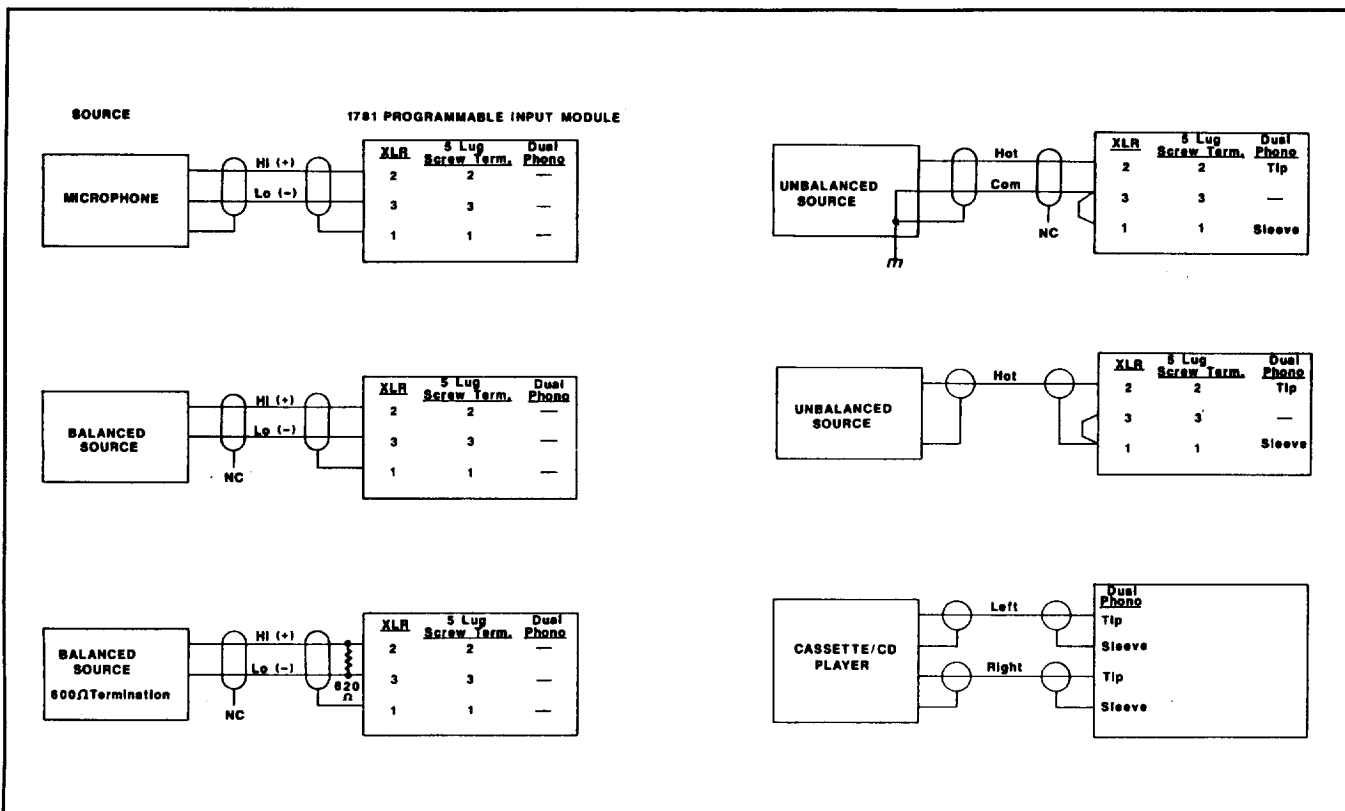 SOURCE
1781 PROGRAMMABLE INPUT MODULE
MICROPHONE
Hi (+)
Lo (-)
XLR 5 Lug Screw Term. Dual Phono
2 2 —
3 3 —
1 1 —
BALANCED SOURCE
Hi (+)
Lo (-)
NC
XLR 5 Lug Screw Term. Dual Phono
2 2 —
3 3 —
1 1 —
BALANCED SOURCE
600Ω Termination
Hi (+)
Lo (-)
NC
620 Ω
XLR 5 Lug Screw Term. Dual Phono
2 2 —
3 3 —
1 1 —
UNBALANCED SOURCE
Hot
Com
NC
XLR 5 Lug Screw Term. Dual Phono
2 2 Tip
3 3 —
1 1 Sleeve
UNBALANCED SOURCE
Hot
XLR 5 Lug Screw Term. Dual Phono
2 2 Tip
3 3 —
1 1 Sleeve
CASSETTE/CD PLAYER
Left
Right
Dual Phono
Tip
Sleeve
Tip
Sleeve